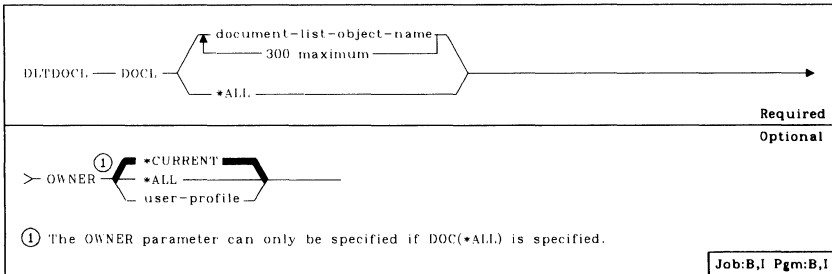 document-list-object-name
300 maximum
DLTDOCL DOCL
*ALL
Required
Optional
① *CURRENT
OWNER *ALL
user-profile
① The OWNER parameter can only be specified if DOC(*ALL) is specified.
Job:B,I Pgm:B,I